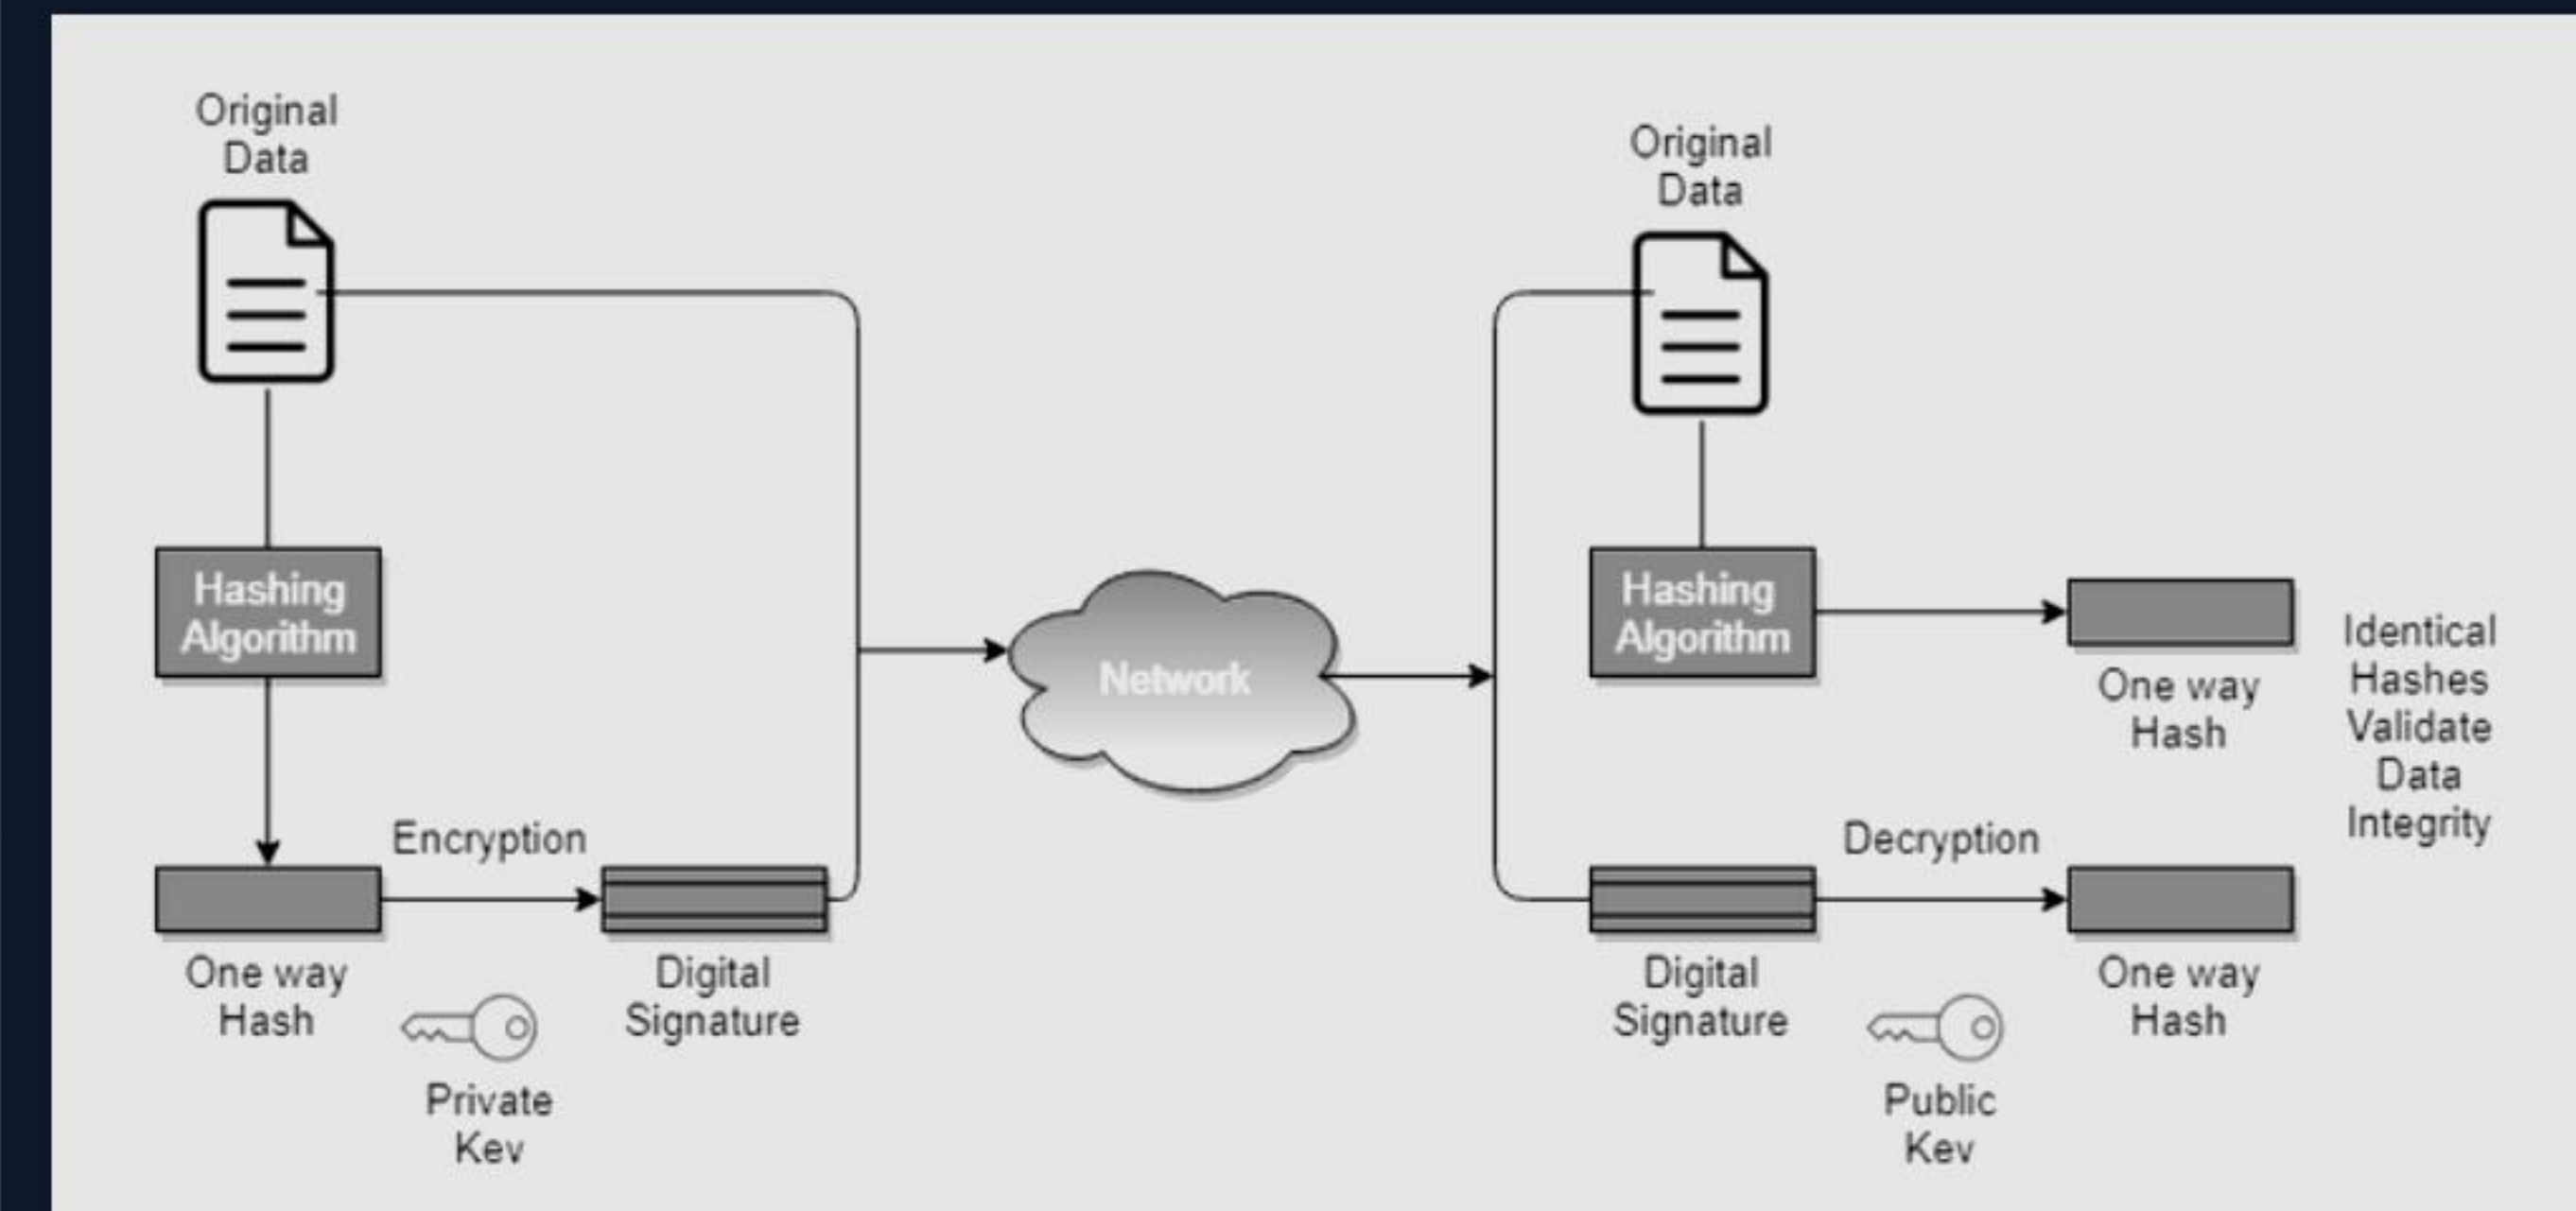 Original
Data
Hashing
Algorithm
One way
Hash
Encryption
Private
Kev
Digital
Signature
Network
Original
Data
Hashing
Algorithm
One way
Hash
Identical
Hashes
Validate
Data
Integrity
Digital
Signature
Decryption
Public
Kev
One way
Hash